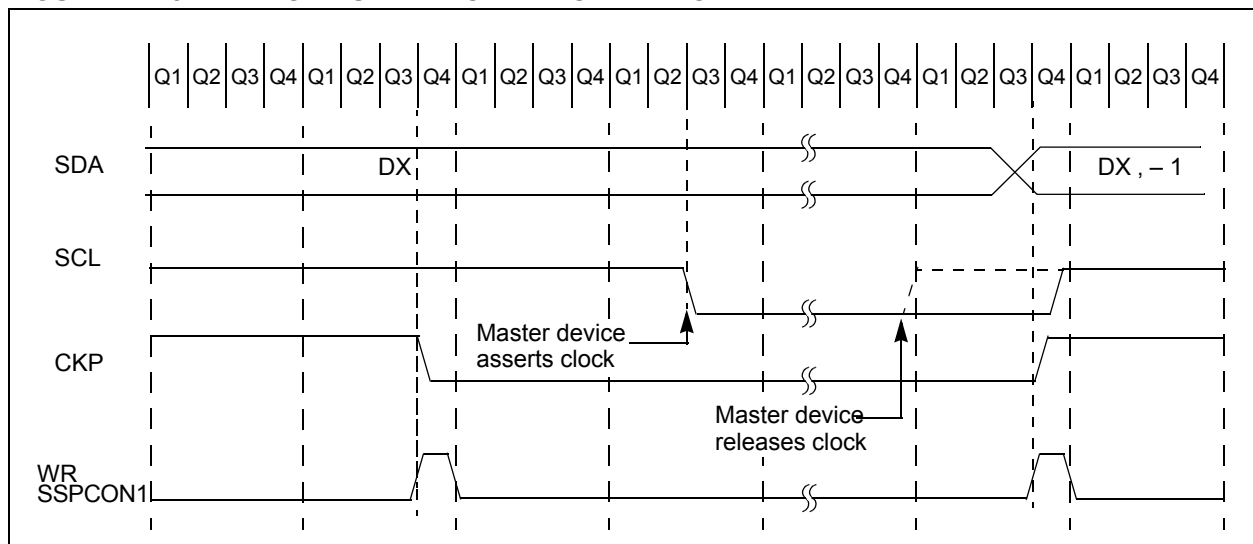 Q1 Q2 Q3 Q4 Q1 Q2 Q3 Q4 Q1 Q2 Q3 Q4 Q1 Q2 Q3 Q4 Q1 Q2 Q3 Q4 Q1 Q2 Q3 Q4 Q1 Q2 Q3 Q4
SDA
DX
DX , – 1
SCL
Master device
asserts clock
CKP
Master device
releases clock
WR
SSPCON1